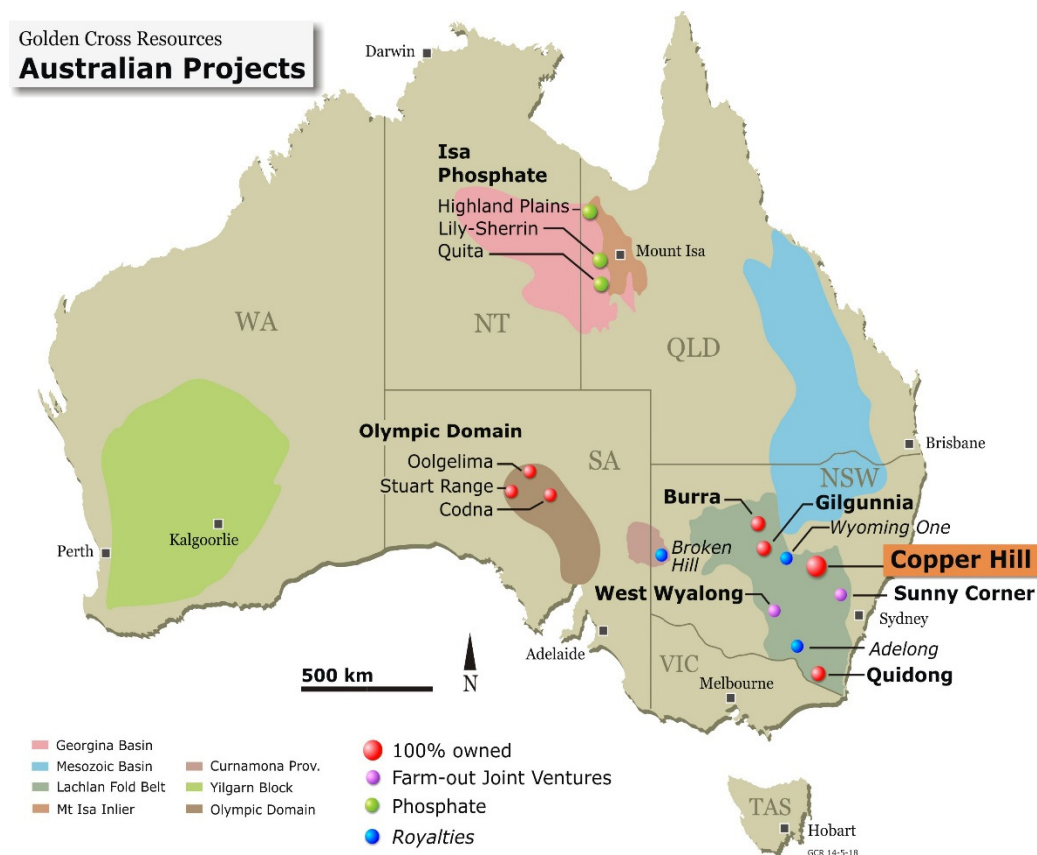 Golden Cross Resources
Australian Projects
Darwin
Isa
Phosphate
Highland Plains
Lily-Sherrin
Quita
Mount Isa
WA
NT
QLD
Olympic Domain
Oolgelima
Stuart Range
Codna
SA
Brisbane
NSW
Burra
Gilgunnia
Wyoming One
Perth
Kalgoorlie
Broken
Hill
Copper Hill
West Wyalong
Sunny Corner
Sydney
Adelaide
VIC
Adelong
Melbourne
Quidong
500 km
N
Georgina Basin
Mesozoic Basin
Lachlan Fold Belt
Mt Isa Inlier
Curnamona Prov.
Yilgarn Block
Olympic Domain
100% owned
Farm-out Joint Ventures
Phosphate
Royalties
TAS
Hobart
GCR 14-5-18